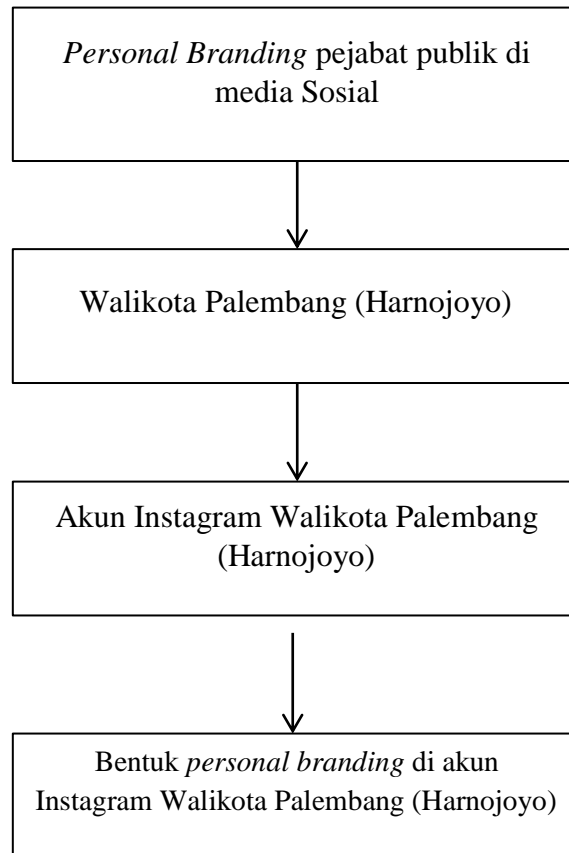 Personal Branding pejabat publik di
media Sosial
Walikota Palembang (Harnojoyo)
Akun Instagram Walikota Palembang
(Harnojoyo)
Bentuk personal branding di akun
Instagram Walikota Palembang (Harnojoyo)